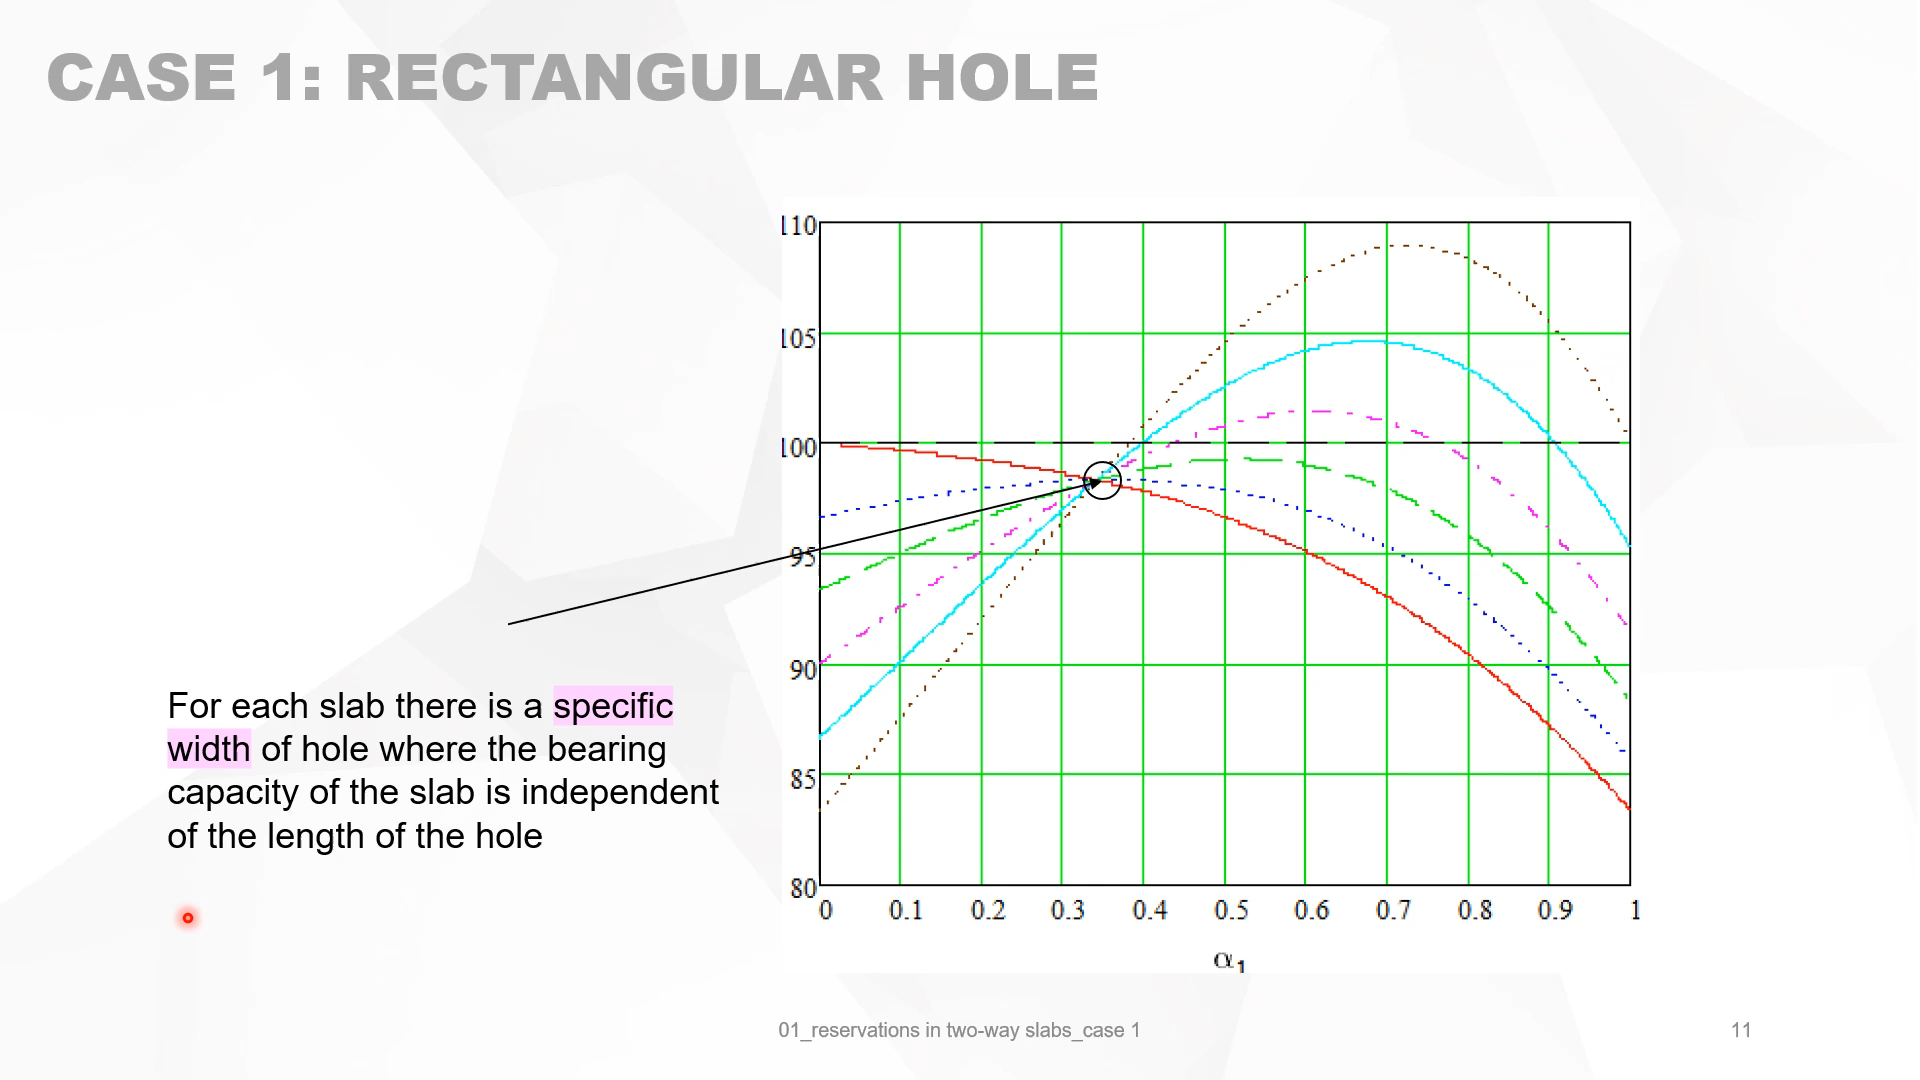 CASE 1: RECTANGULAR HOLE
110
105
100
95
90
85
80
0 0.1 0.2 0.3 0.4 0.5 0.6 0.7 0.8 0.9 1
α1
For each slab there is a specific
width of hole where the bearing
capacity of the slab is independent
of the length of the hole
01_reservations in two-way slabs_case 1
11